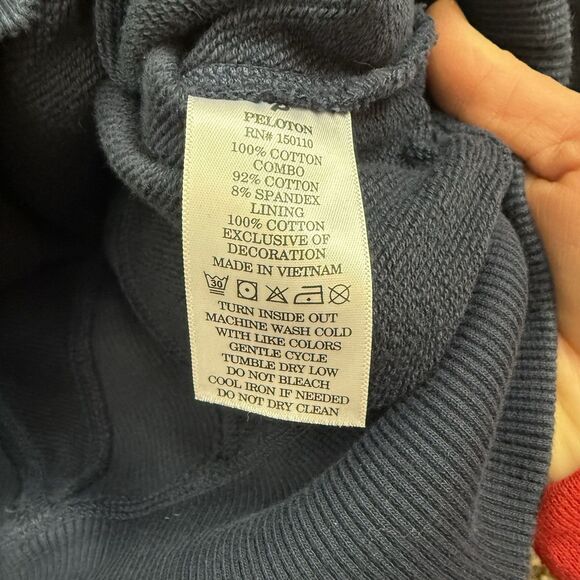 PELOTON
RN# 150110
100% COTTON
COMBO
92% COTTON
8% SPANDEX
LINING
100% COTTON
EXCLUSIVE OF
DECORATION
MADE IN VIETNAM
30
TURN INSIDE OUT
MACHINE WASH COLD
WITH LIKE COLORS
GENTLE CYCLE
TUMBLE DRY LOW
DO NOT BLEACH
COOL IRON IF NEEDED
DO NOT DRY CLEAN